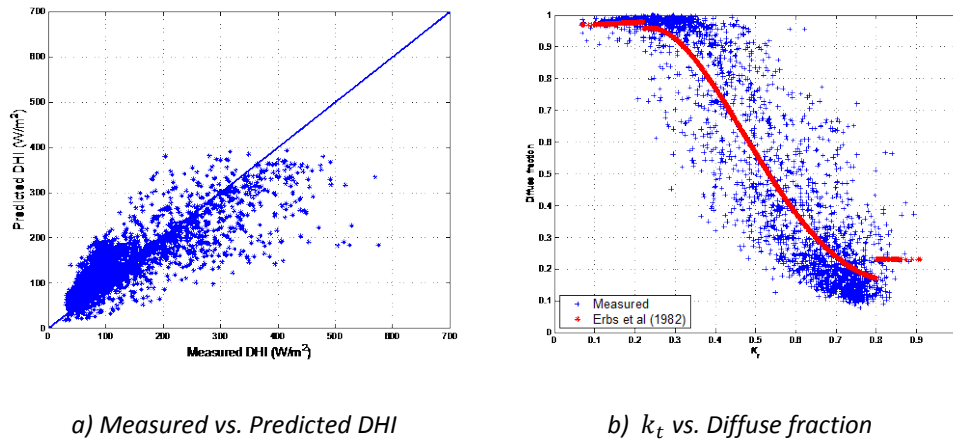 700
600
500
400
300
200
100
0
0 100 200 300 400 500 600 700
Predicted DHI (W/m²)
Measured DHI (W/m²)
1
0.9
0.8
0.7
0.6
0.5
0.4
0.3
0.2
0.1
0
0 0.1 0.2 0.3 0.4 0.5 0.6 0.7 0.8 0.9 1
Diffuse fraction
Measured
Erbs et al (1982)
a) Measured vs. Predicted DHI
b) kₜ vs. Diffuse fraction